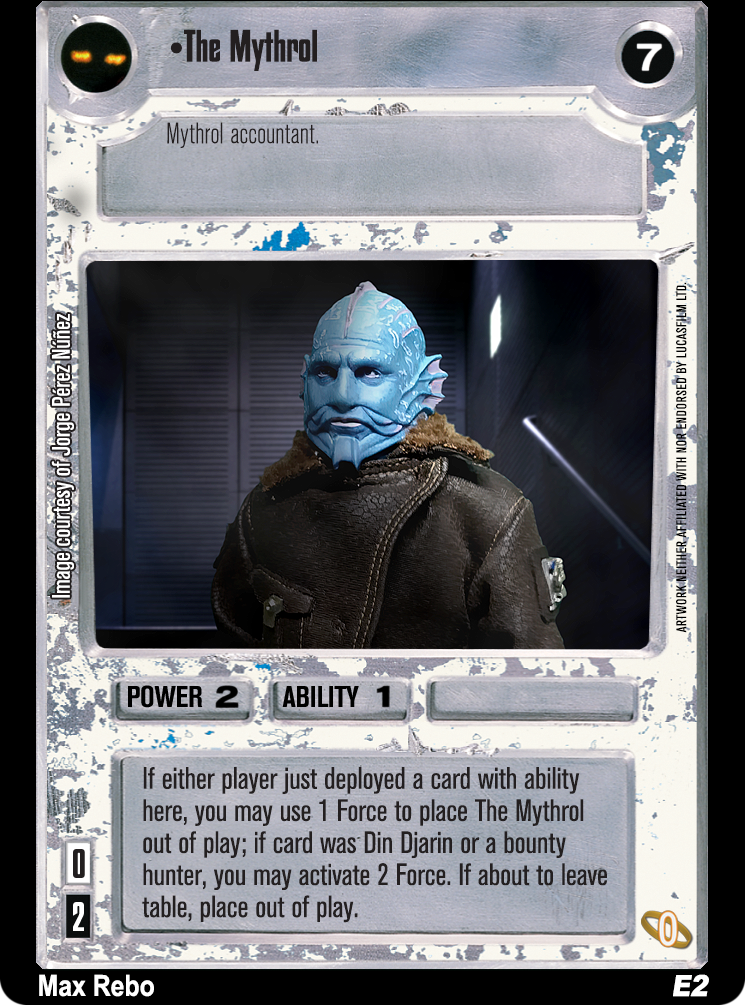 •The Mythrol
7
Mythrol accountant.
Image courtesy of Jorge Pérez Núñez
ARTWORK NEITHER AFFILIATED WITH NOR ENDORSED BY LUCASFILM LTD.
POWER 2
ABILITY 1
If either player just deployed a card with ability
here, you may use 1 Force to place The Mythrol
out of play; if card was Din Djarin or a bounty
hunter, you may activate 2 Force. If about to leave
table, place out of play.
0
2
0
Max Rebo
E2